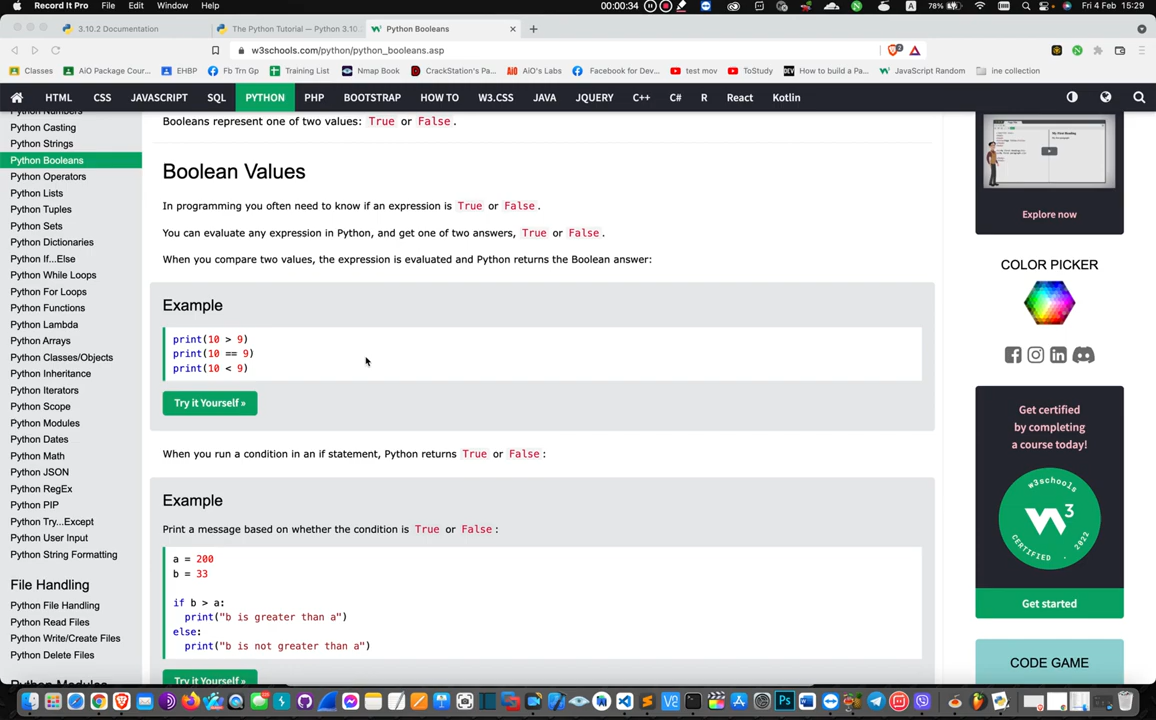 Record It Pro File Edit Window Help 00:00:34 A 78% Fri 4 Feb 15:29
3.10.2 Documentation The Python Tutorial — Python 3.10. Python Booleans
w3schools.com/python/python_booleans.asp
Classes AiO Package Cour... EHBP Fb Trn Gp Training List Nmap Book CrackStation's Pa... AiO's Labs Facebook for Dev... test mov ToStudy How to build a Pa... JavaScript Random ine collection
HTML CSS JAVASCRIPT SQL PYTHON PHP BOOTSTRAP HOW TO W3.CSS JAVA JQUERY C++ C# R React Kotlin
Python Numbers
Python Casting
Python Strings
Python Booleans
Python Operators
Python Lists
Python Tuples
Python Sets
Python Dictionaries
Python If...Else
Python While Loops
Python For Loops
Python Functions
Python Lambda
Python Arrays
Python Classes/Objects
Python Inheritance
Python Iterators
Python Scope
Python Modules
Python Dates
Python Math
Python JSON
Python RegEx
Python PIP
Python Try...Except
Python User Input
Python String Formatting
File Handling
Python File Handling
Python Read Files
Python Write/Create Files
Python Delete Files
Python Modules
Booleans represent one of two values: True or False.
Boolean Values
In programming you often need to know if an expression is True or False.
You can evaluate any expression in Python, and get one of two answers, True or False.
When you compare two values, the expression is evaluated and Python returns the Boolean answer:
Example
print(10 > 9)
print(10 == 9)
print(10 < 9)
Try it Yourself »
When you run a condition in an if statement, Python returns True or False:
Example
Print a message based on whether the condition is True or False:
a = 200
b = 33
if b > a:
print("b is greater than a")
else:
print("b is not greater than a")
Try it Yourself »
Explore now
COLOR PICKER
Get certified
by completing
a course today!
w3schools
W3
CERTIFIED . 2022
Get started
CODE GAME